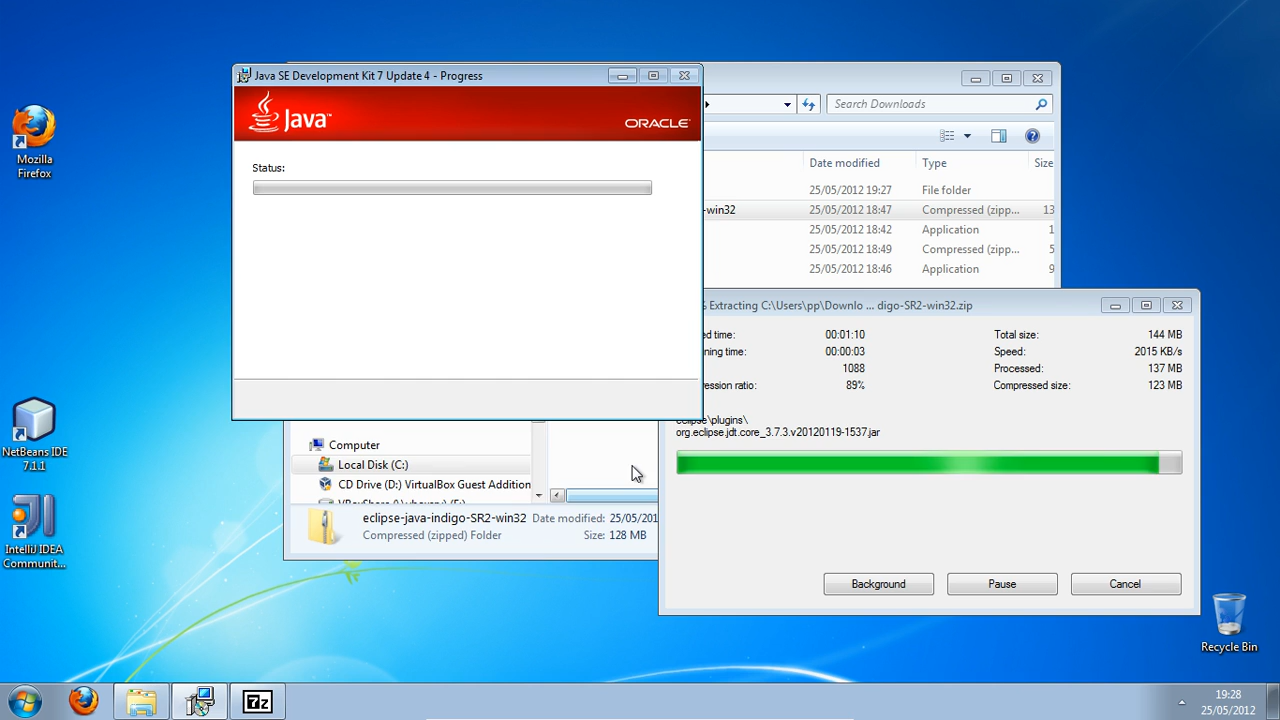 Java SE Development Kit 7 Update 4 - Progress
Java™
ORACLE
Status:
Search Downloads
Date modified Type Size
25/05/2012 19:27 File folder
-win32 25/05/2012 18:47 Compressed (zipp... 13
25/05/2012 18:42 Application 1
25/05/2012 18:49 Compressed (zipp... 5
25/05/2012 18:46 Application 9
Extracting C:\Users\pp\Downlo ... digo-SR2-win32.zip
00:01:10 Total size: 144 MB
00:00:03 Speed: 2015 KB/s
1088 Processed: 137 MB
ratio: 89% Compressed size: 123 MB
eclipse\plugins\
org.eclipse.jdt.core_3.7.3.v20120119-1537.jar
Background Pause Cancel
Computer
Local Disk (C:)
CD Drive (D:) VirtualBox Guest Addition
eclipse-java-indigo-SR2-win32 Date modified: 25/05/201
Compressed (zipped) Folder Size: 128 MB
Mozilla
Firefox
NetBeans IDE
7.1.1
IntelliJ IDEA
Communit...
Recycle Bin
7z
19:28
25/05/2012